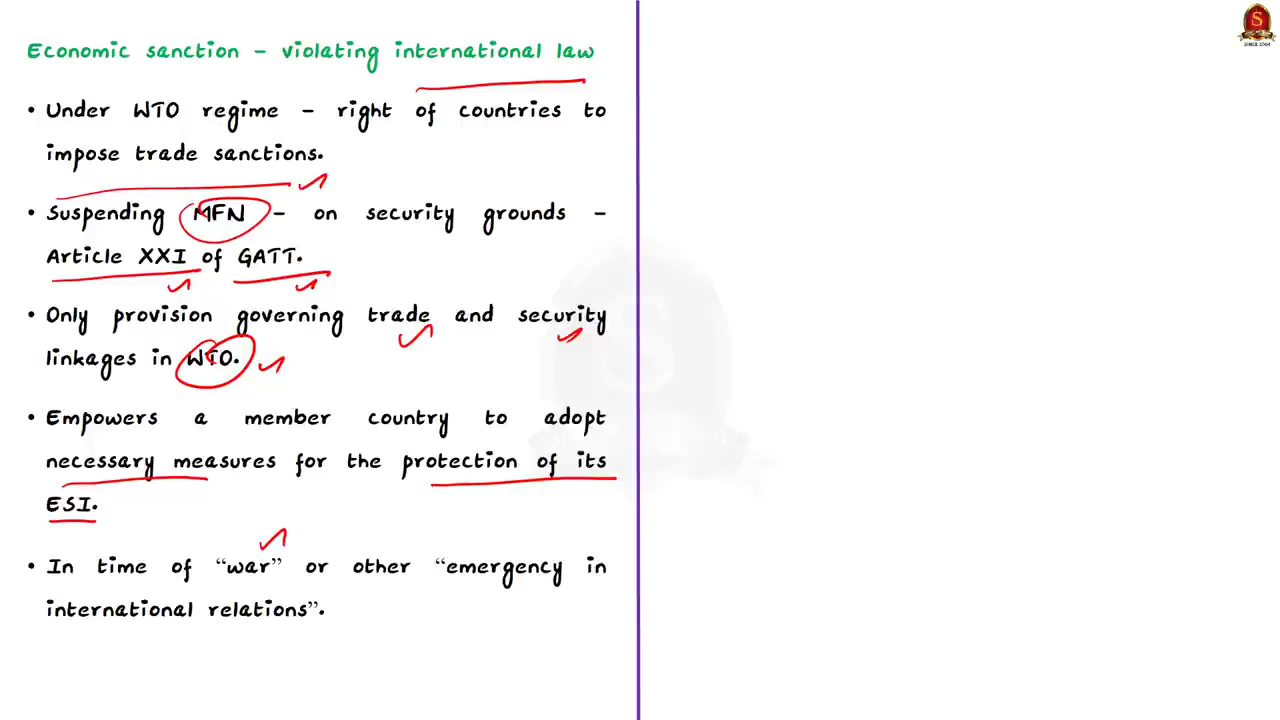 Economic sanction – violating international law
• Under WTO regime – right of countries to
impose trade sanctions.
• Suspending MFN – on security grounds –
Article XXI of GATT.
• Only provision governing trade and security
linkages in WTO.
• Empowers a member country to adopt
necessary measures for the protection of its
ESI.
• In time of “war” or other “emergency in
international relations”.